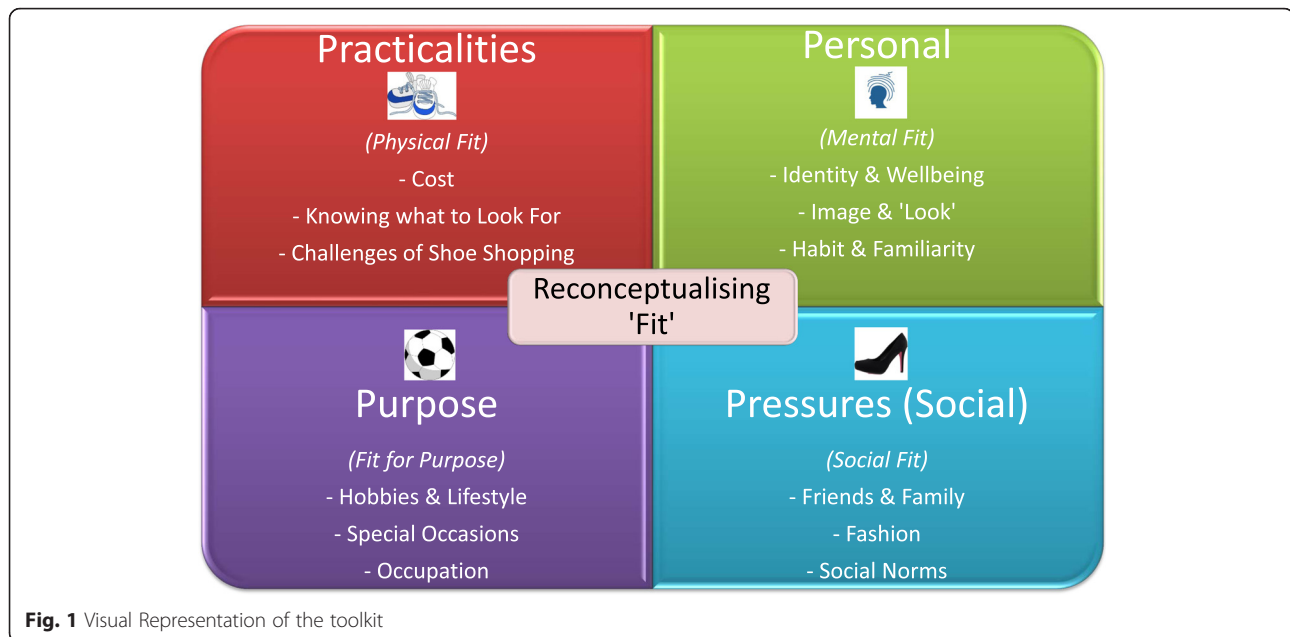 Practicalities
(Physical Fit)
- Cost
- Knowing what to Look For
- Challenges of Shoe Shopping
Personal
(Mental Fit)
- Identity & Wellbeing
- Image & 'Look'
- Habit & Familiarity
Reconceptualising
'Fit'
Purpose
(Fit for Purpose)
- Hobbies & Lifestyle
- Special Occasions
- Occupation
Pressures (Social)
(Social Fit)
- Friends & Family
- Fashion
- Social Norms
Fig. 1 Visual Representation of the toolkit